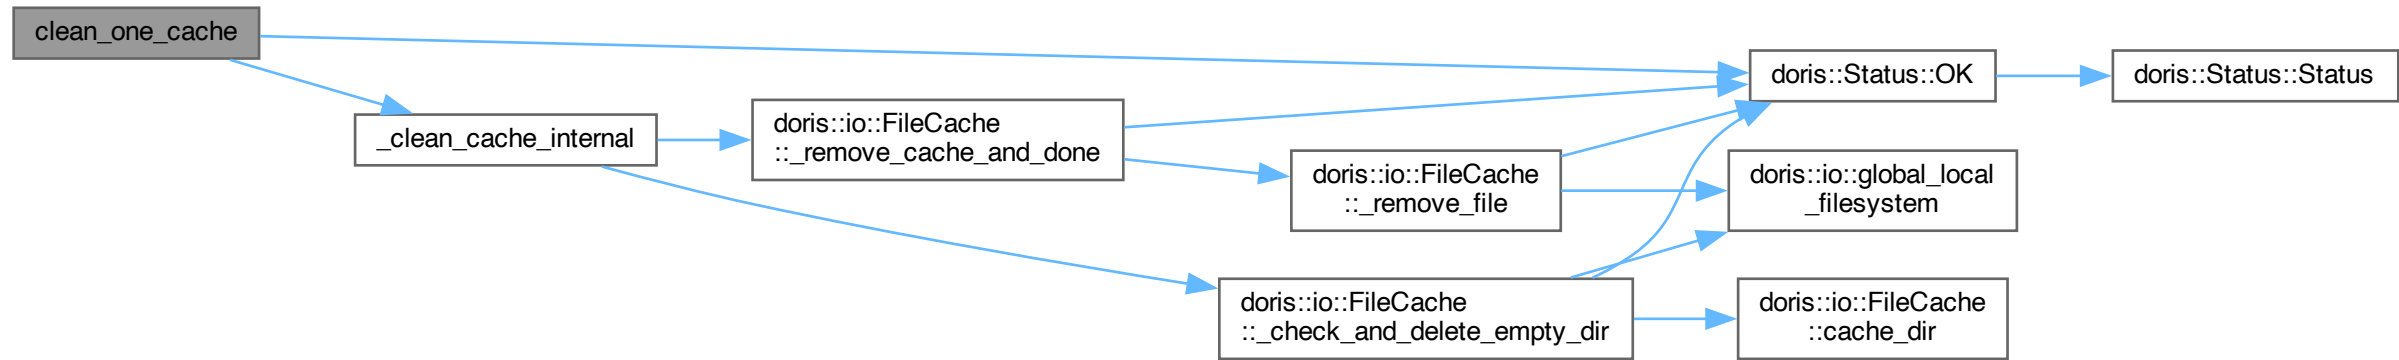 clean_one_cache
_clean_cache_internal
doris::io::FileCache
::_remove_cache_and_done
doris::io::FileCache
::_remove_file
doris::io::FileCache
::_check_and_delete_empty_dir
doris::Status::OK
doris::io::global_local
_filesystem
doris::io::FileCache
::cache_dir
doris::Status::Status